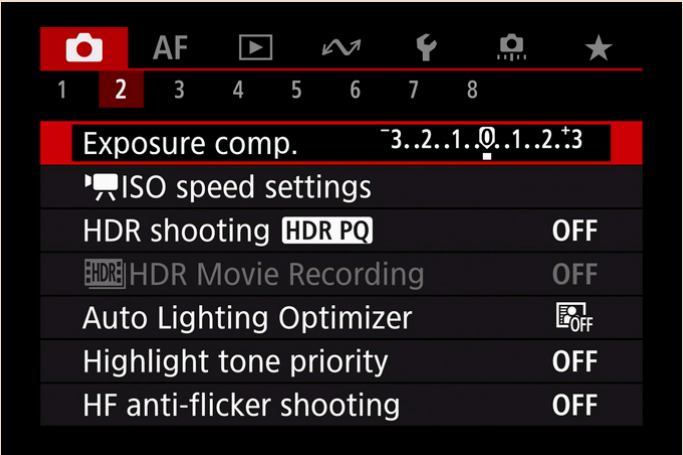 AF
1 2 3 4 5 6 7 8
Exposure comp. -3..2..1..0..1..2..+3
ISO speed settings
HDR shooting HDR PQ OFF
HDR HDR Movie Recording OFF
Auto Lighting Optimizer OFF
Highlight tone priority OFF
HF anti-flicker shooting OFF